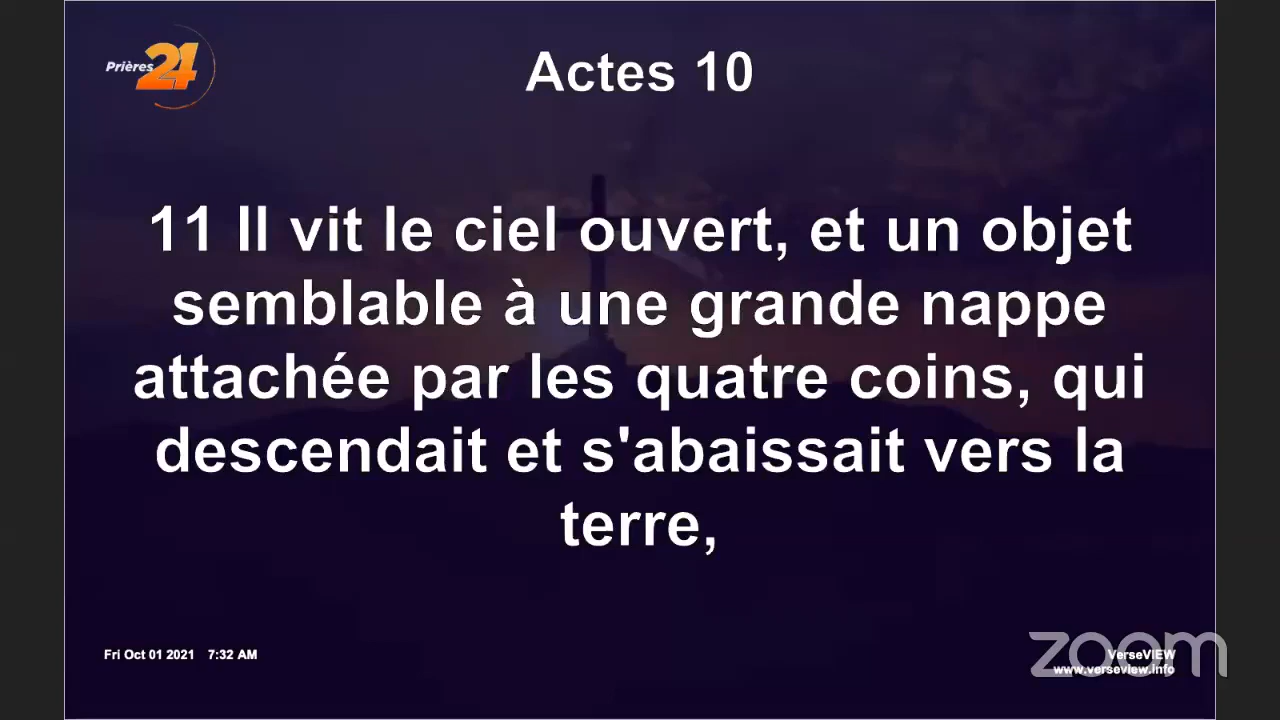 Prières 24
Actes 10
11 Il vit le ciel ouvert, et un objet
semblable à une grande nappe
attachée par les quatre coins, qui
descendait et s'abaissait vers la
terre,
Fri Oct 01 2021 7:32 AM
zoom
VerseVIEW
www.verseview.info